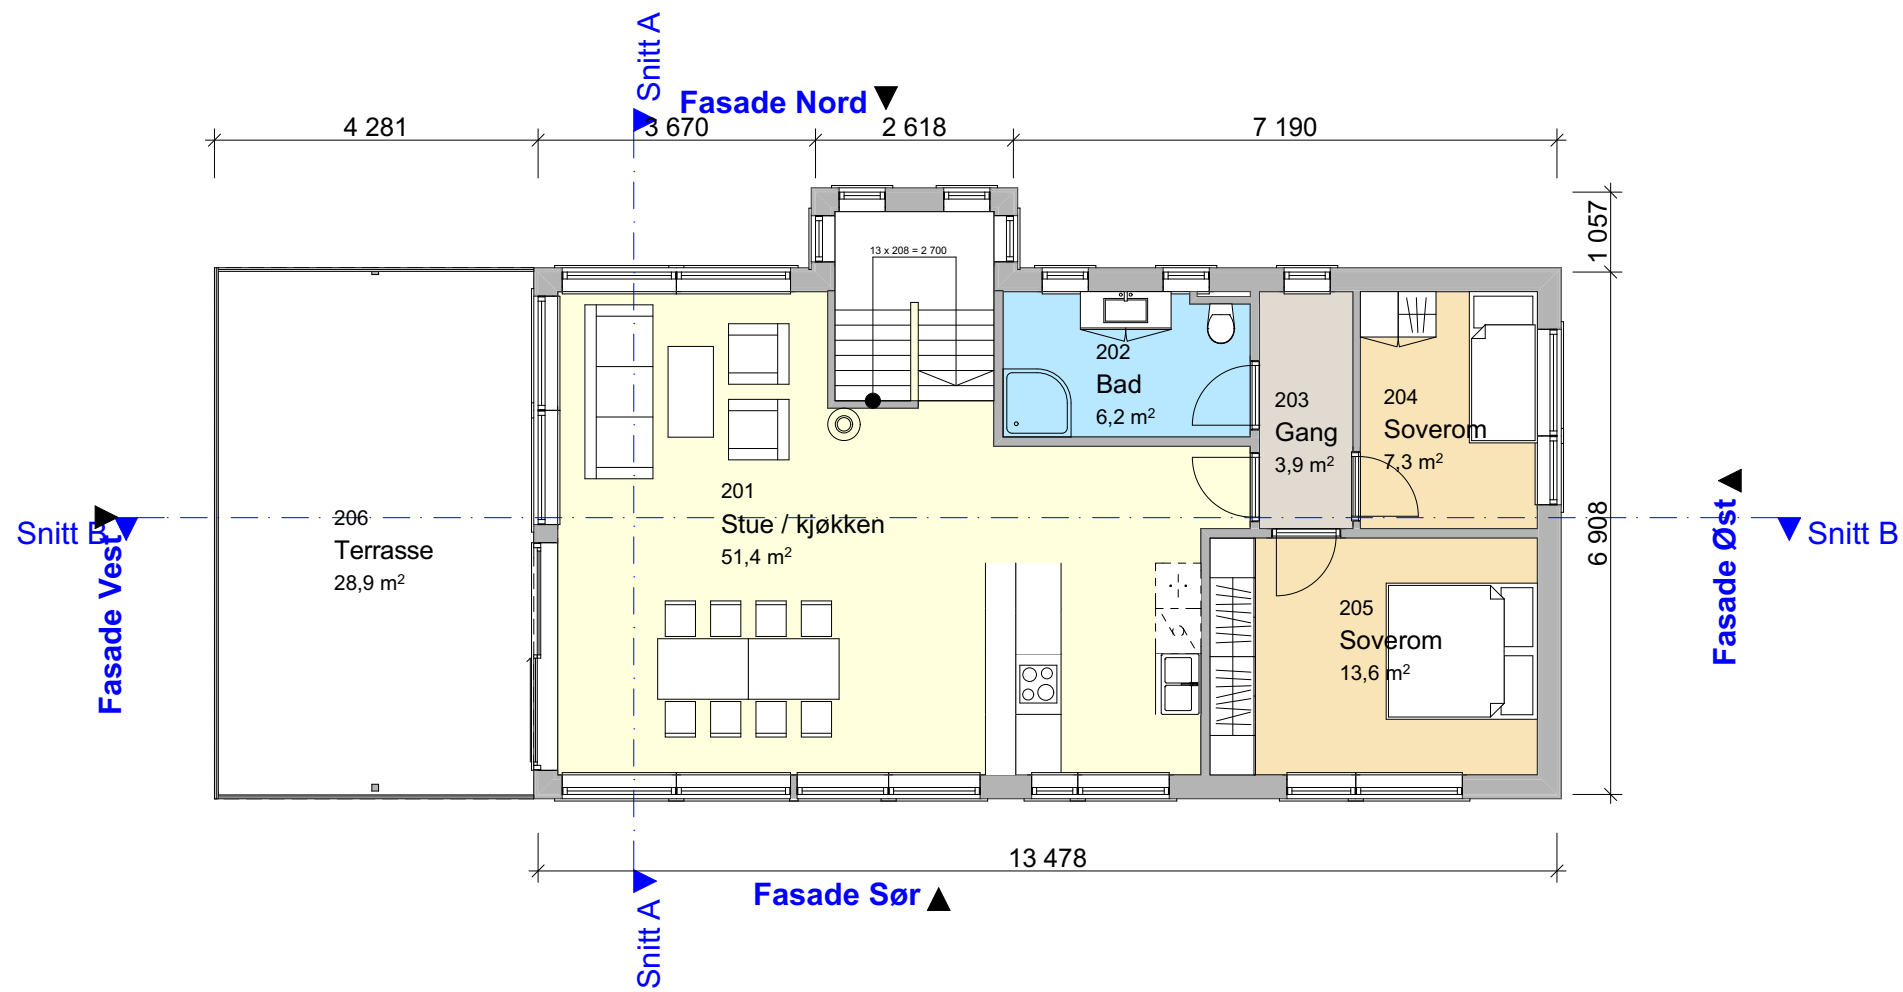 Snitt A
Fasade Nord
4 281
3 670
2 618
7 190
1 057
13 x 208 = 2 700
202
Bad
6,2 m²
203
Gang
3,9 m²
204
Soverom
7,3 m²
201
Stue / kjøkken
51,4 m²
206
Terrasse
28,9 m²
Snitt B
Fasade Vest
6 908
Fasade Øst
Snitt B
205
Soverom
13,6 m²
13 478
Fasade Sør
Snitt A